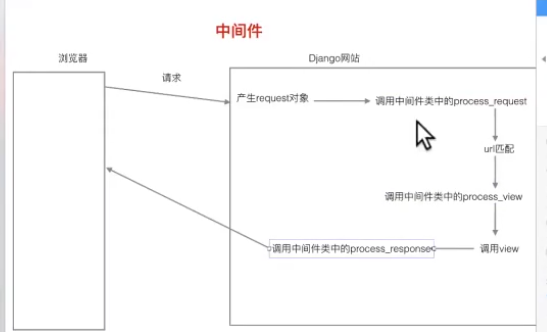 中间件
浏览器
Django网站
请求
产生request对象
调用中间件类中的process_request
url匹配
调用中间件类中的process_view
调用中间件类中的process_response
调用view